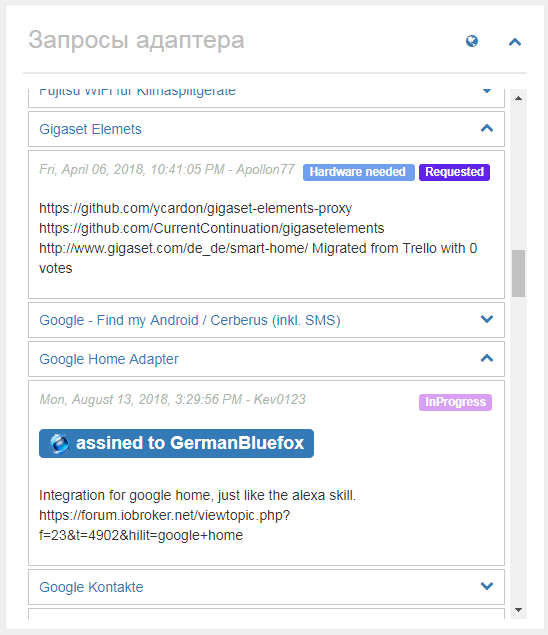 Запросы адаптера
Fujitsu WiFi für Klimasplitgeräte
Gigaset Elemets
Fri, April 06, 2018, 10:41:05 PM - Apollon77 Hardware needed Requested
https://github.com/ycardon/gigaset-elements-proxy
https://github.com/CurrentContinuation/gigasetelements
http://www.gigaset.com/de_de/smart-home/ Migrated from Trello with 0
votes
Google - Find my Android / Cerberus (inkl. SMS)
Google Home Adapter
Mon, August 13, 2018, 3:29:56 PM - Kev0123 InProgress
assined to GermanBluefox
Integration for google home, just like the alexa skill.
https://forum.iobroker.net/viewtopic.php?
f=23&t=4902&hilit=google+home
Google Kontakte